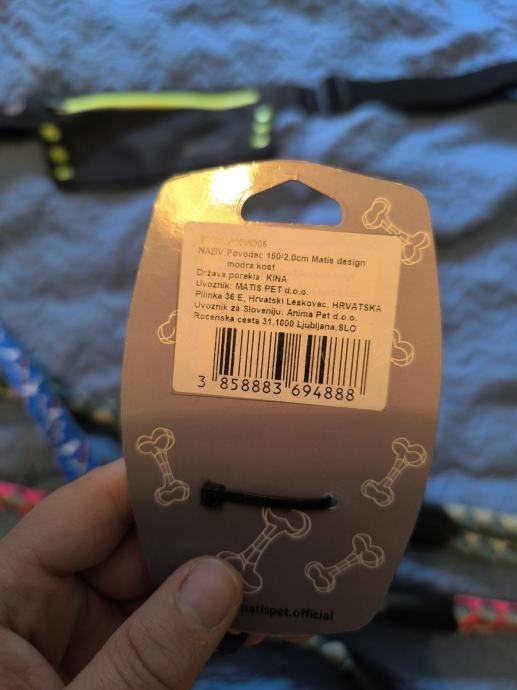 NAZIV:Povodec 150/2,0cm Matis design
modra kost
Država porekla: KINA
Uvoznik: MATIS PET d.o.o.
Pilinka 36 E, Hrvatski Leskovac, HRVATSKA
Uvoznik za Sloveniju: Anima Pet d.o.o.
Rocenska cesta 31,1000 Ljubljana,SLO
3 858883 694888
matispet.official